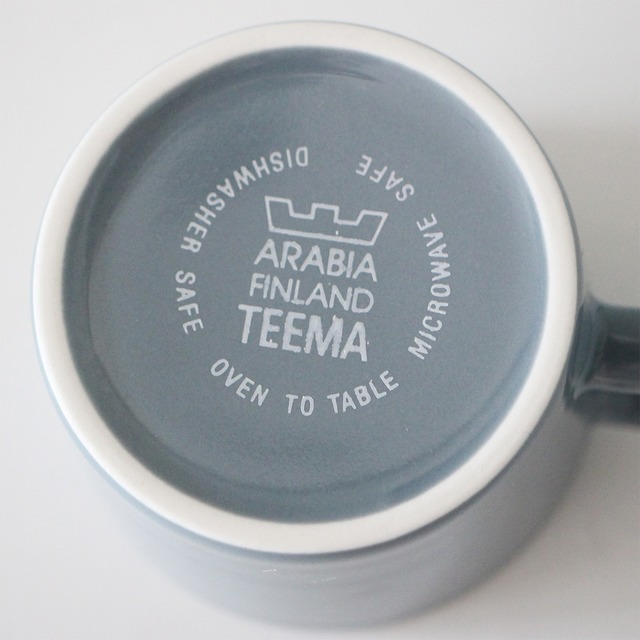 ARABIA
FINLAND
TEEMA
DISHWASHER SAFE
OVEN TO TABLE
MICROWAVE SAFE